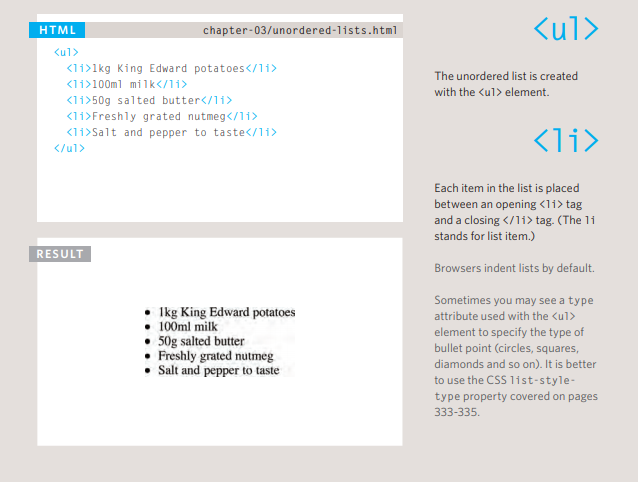 HTML
chapter-03/unordered-lists.html
<ul>
<li>1kg King Edward potatoes</li>
<li>100ml milk</li>
<li>50g salted butter</li>
<li>Freshly grated nutmeg</li>
<li>Salt and pepper to taste</li>
</ul>
RESULT
• 1kg King Edward potatoes
• 100ml milk
• 50g salted butter
• Freshly grated nutmeg
• Salt and pepper to taste
<ul>
The unordered list is created
with the <ul> element.
<li>
Each item in the list is placed
between an opening <li> tag
and a closing </li> tag. (The li
stands for list item.)
Browsers indent lists by default.
Sometimes you may see a type
attribute used with the <ul>
element to specify the type of
bullet point (circles, squares,
diamonds and so on). It is better
to use the CSS list-style-
type property covered on pages
333-335.